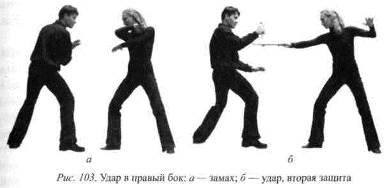 а
б
Рис. 103. Удар в правый бок: а — замах; б — удар, вторая защита